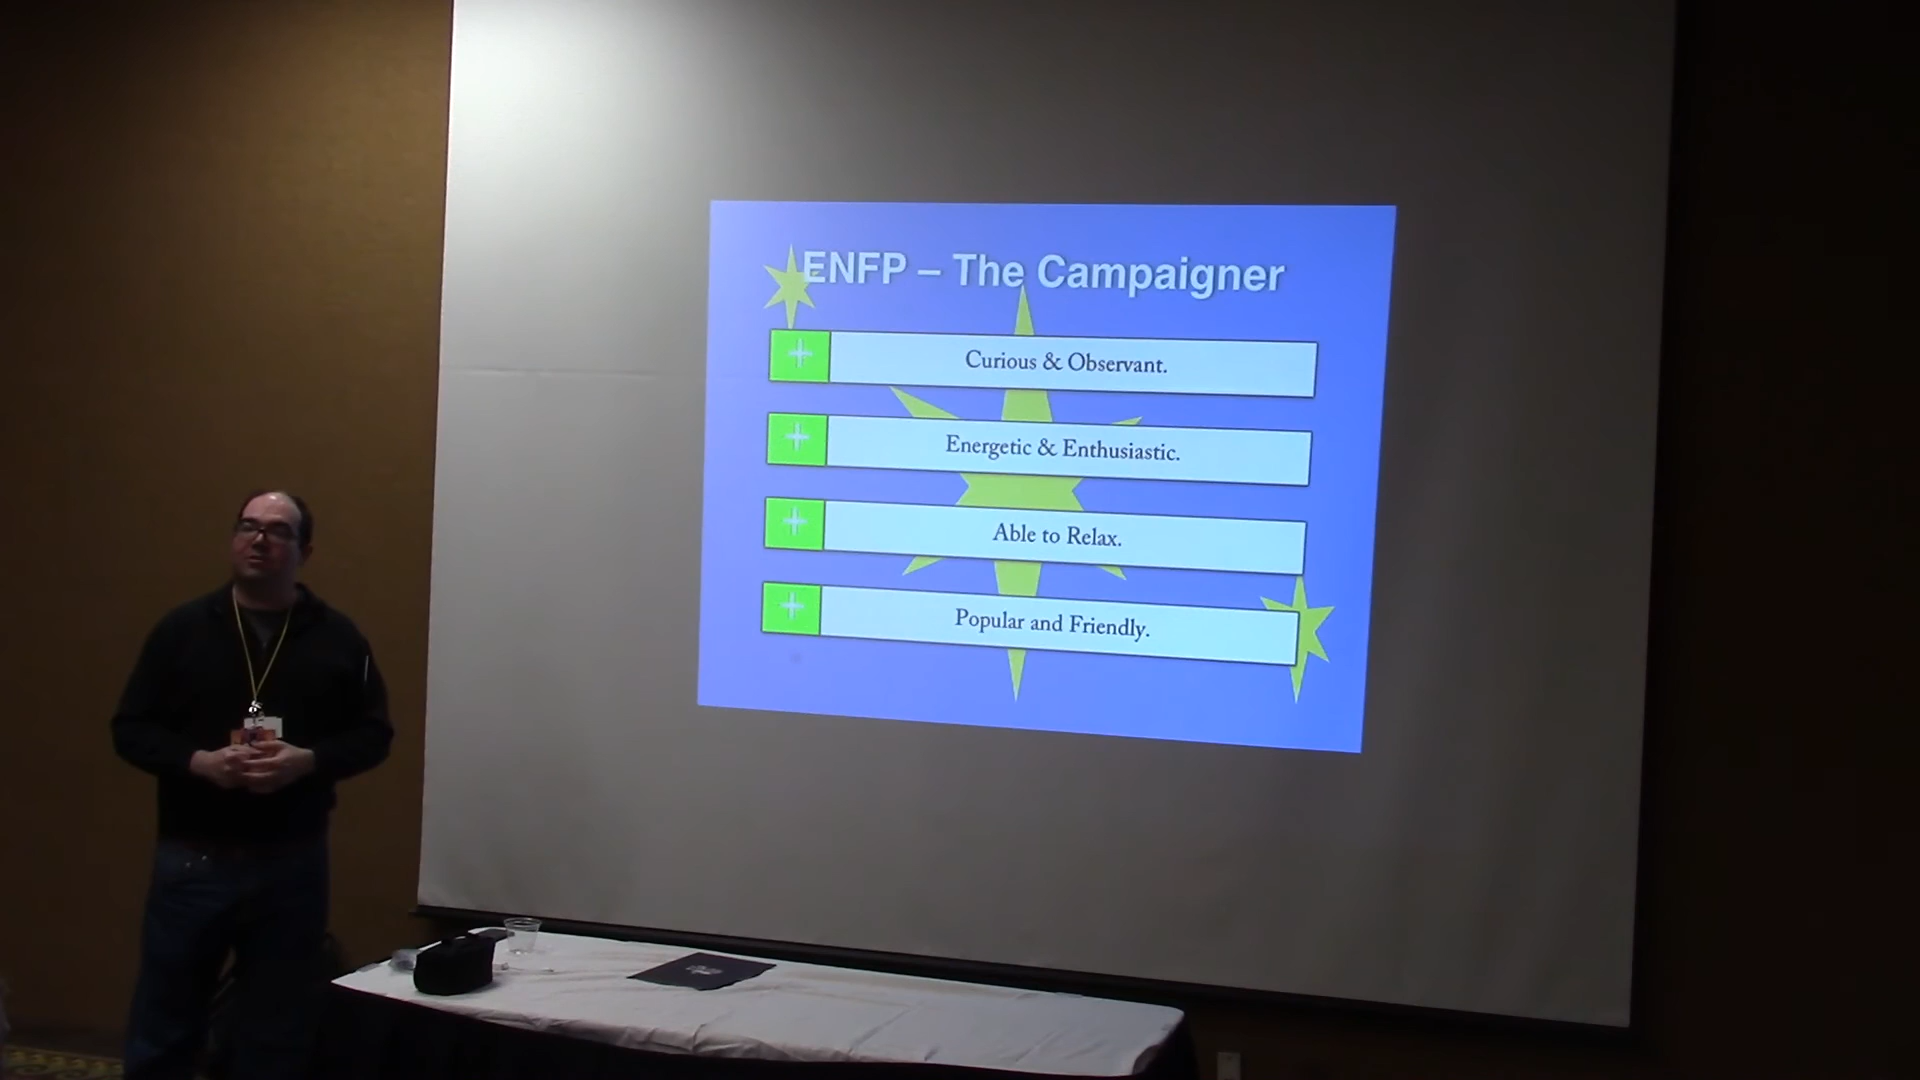 ENFP – The Campaigner
+ Curious & Observant.
+ Energetic & Enthusiastic.
+ Able to Relax.
+ Popular and Friendly.